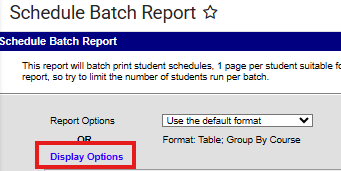 Schedule Batch Report ☆
Schedule Batch Report
This report will batch print student schedules, 1 page per student suitable fo
report, so try to limit the number of students run per batch.
Report Options Use the default format
OR Format: Table; Group By Course
Display Options